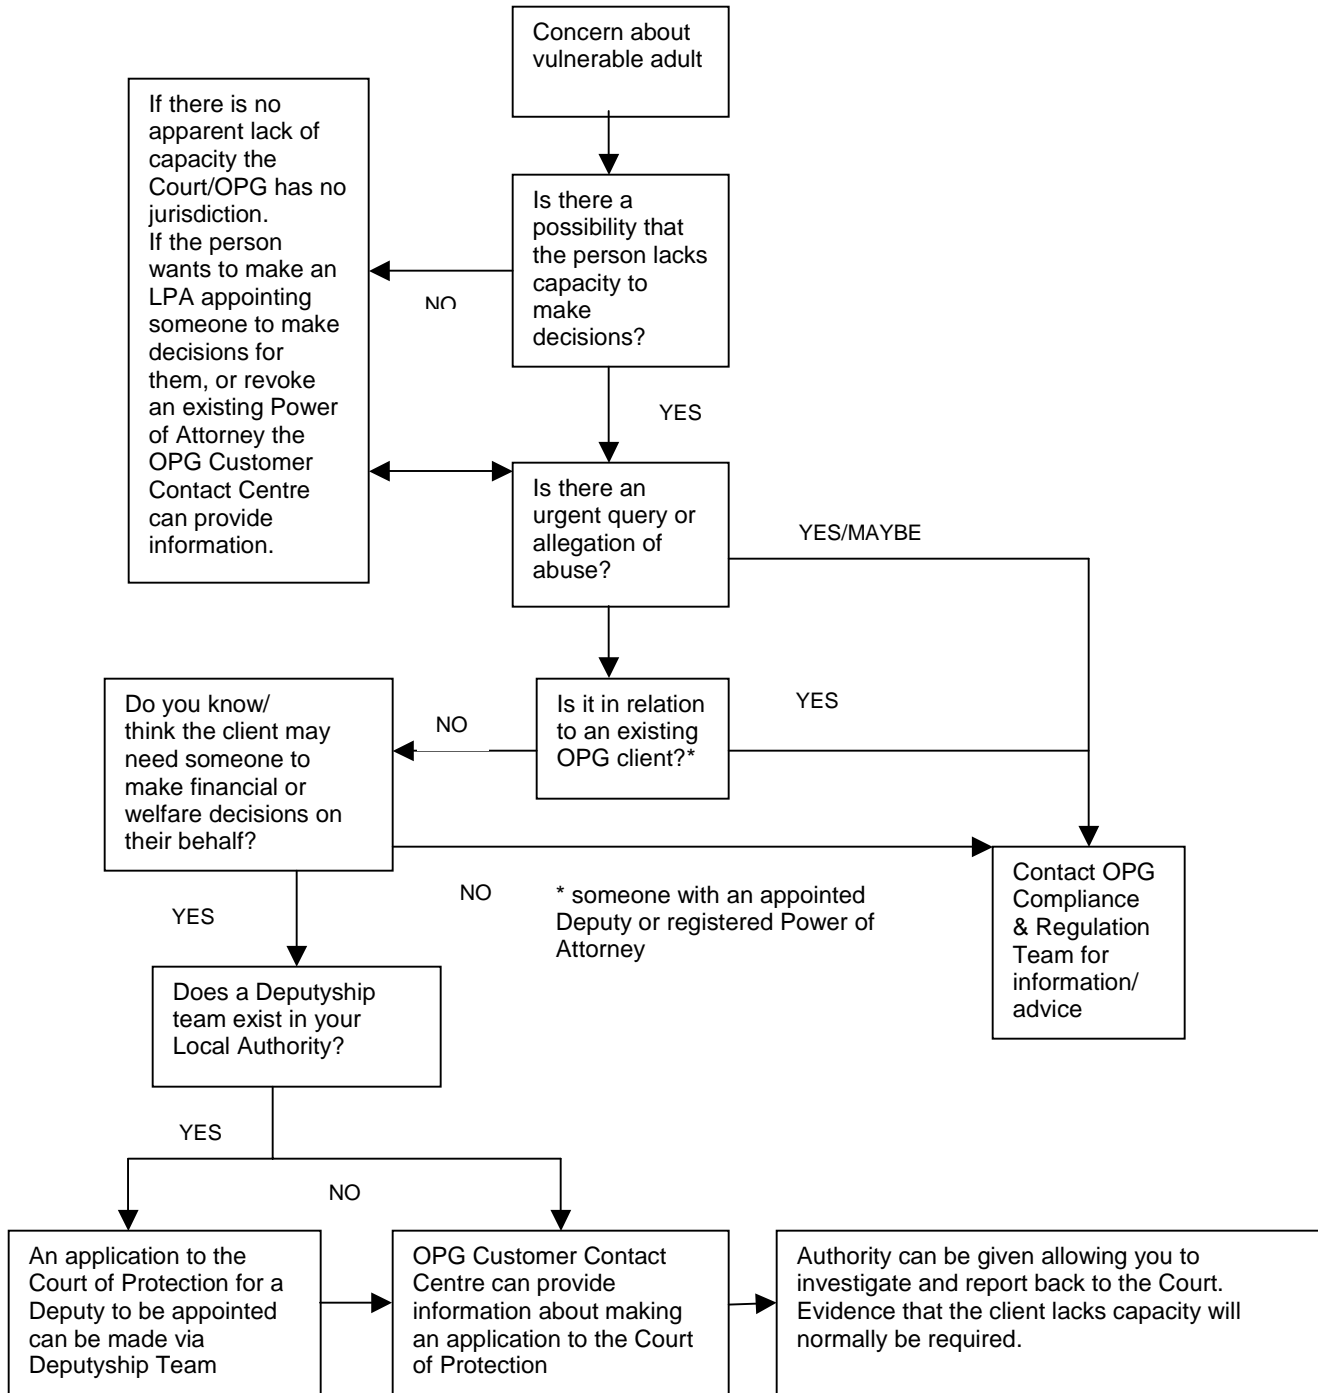 Concern about
vulnerable adult
If there is no
apparent lack of
capacity the
Court/OPG has no
jurisdiction.
If the person
wants to make an
LPA appointing
someone to make
decisions for
them, or revoke
an existing Power
of Attorney the
OPG Customer
Contact Centre
can provide
information.
Is there a
possibility that
the person lacks
capacity to
make
decisions?
NO
YES
Is there an
urgent query or
allegation of
abuse?
YES/MAYBE
Do you know/
think the client may
need someone to
make financial or
welfare decisions on
their behalf?
NO
Is it in relation
to an existing
OPG client?*
YES
Contact OPG
Compliance
& Regulation
Team for
information/
advice
YES
NO
* someone with an appointed
Deputy or registered Power of
Attorney
Does a Deputyship
team exist in your
Local Authority?
YES
NO
An application to the
Court of Protection for a
Deputy to be appointed
can be made via
Deputyship Team
OPG Customer Contact
Centre can provide
information about making
an application to the Court
of Protection
Authority can be given allowing you to
investigate and report back to the Court.
Evidence that the client lacks capacity will
normally be required.